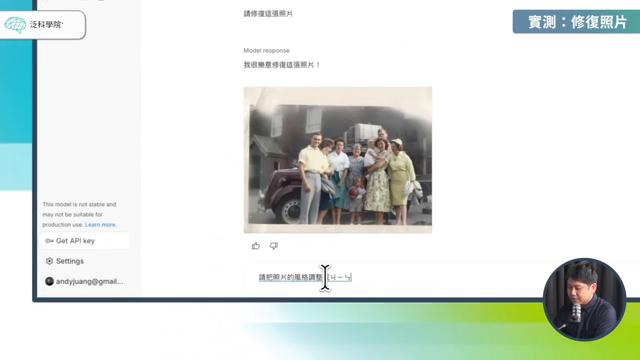 泛科學院
實測：修復照片
請修復這張照片
Model response
我很樂意修復這張照片！
This model is not stable and
may not be suitable for
production use. Learn more.
Get API key
Settings
andyjuang@gmail...
請把照片的風格調整